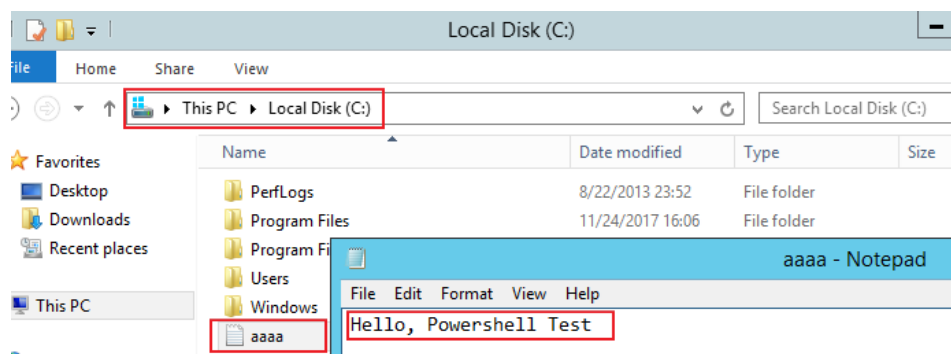 Local Disk (C:)
File Home Share View
This PC Local Disk (C:) Search Local Disk (C:)
Name Date modified Type Size
Favorites
Desktop
Downloads
Recent places
This PC
PerfLogs 8/22/2013 23:52 File folder
Program Files 11/24/2017 16:06 File folder
Program Fi
Users
Windows
aaaa
aaaa - Notepad
File Edit Format View Help
Hello, Powershell Test